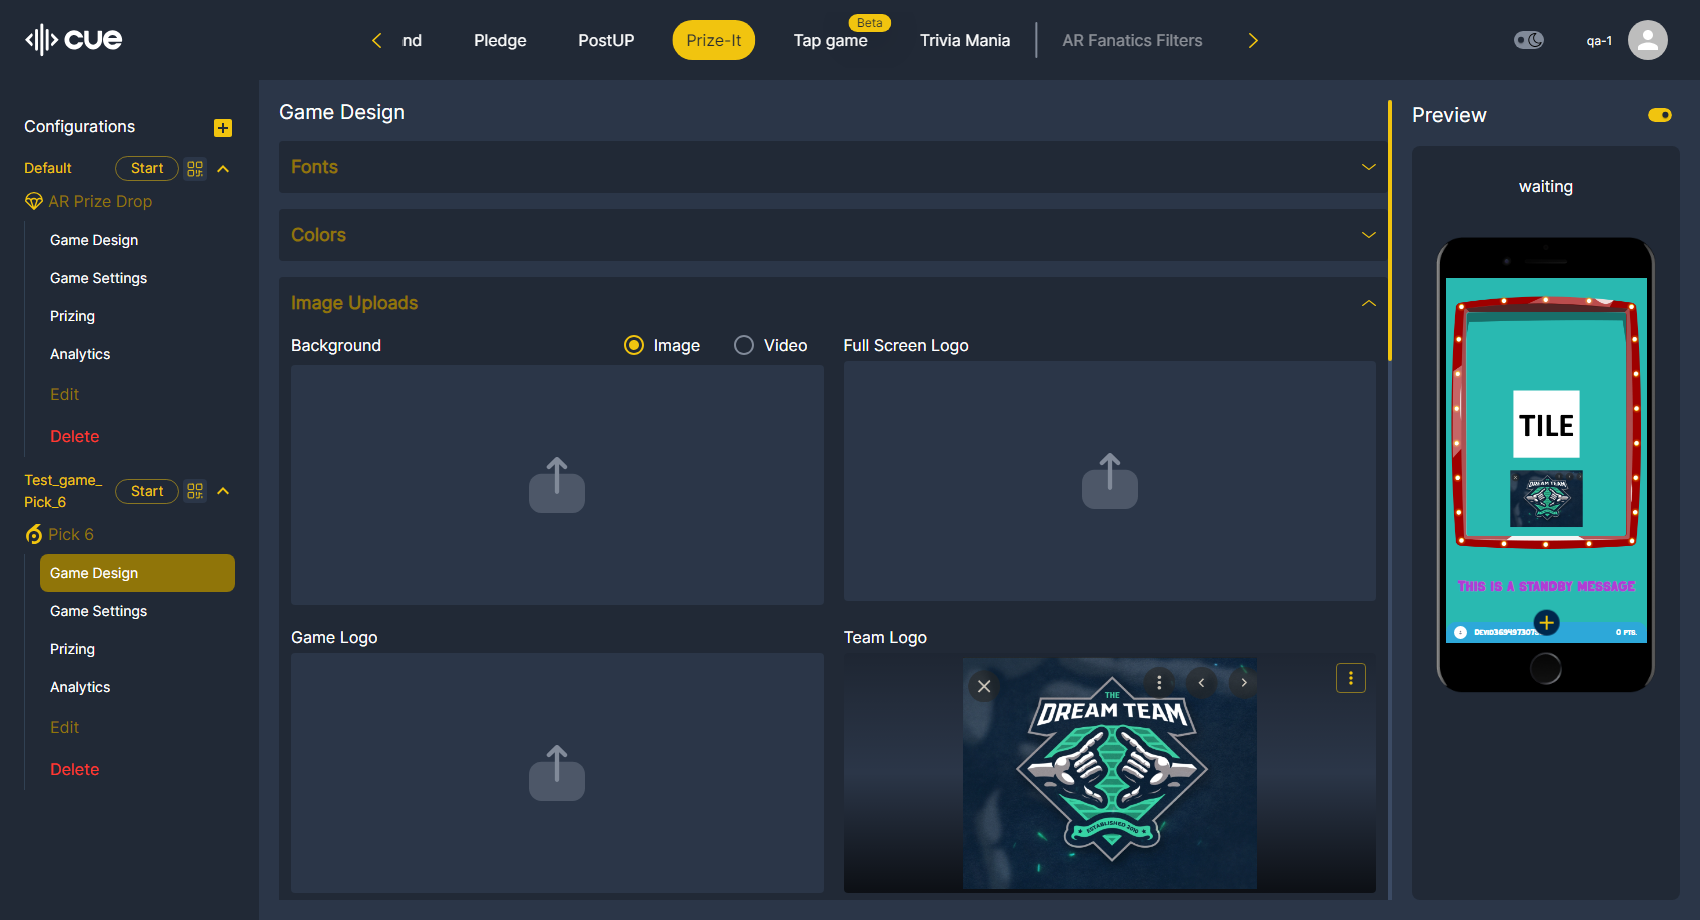 cue
nd
Pledge
PostUP
Prize-It
Beta
Tap game
Trivia Mania
AR Fanatics Filters
qa-1
Configurations
Default
Start
AR Prize Drop
Game Design
Game Settings
Prizing
Analytics
Edit
Delete
Test_game_
Pick_6
Start
Pick 6
Game Design
Game Settings
Prizing
Analytics
Edit
Delete
Game Design
Fonts
Colors
Image Uploads
Background
Image
Video
Full Screen Logo
Game Logo
Team Logo
THE
DREAM TEAM
ESTABLISHED 2010
Preview
waiting
TILE
DREAM TEAM
This is a standby message
0 PTS.